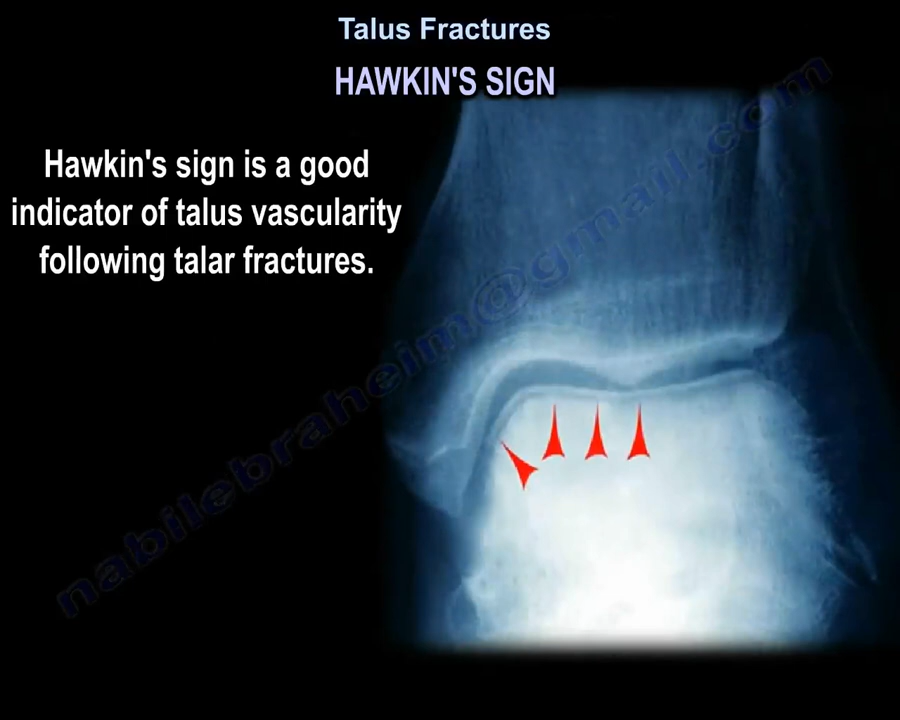 Talus Fractures
HAWKIN'S SIGN
Hawkin's sign is a good
indicator of talus vascularity
following talar fractures.
nabilebraheim@gmail.com